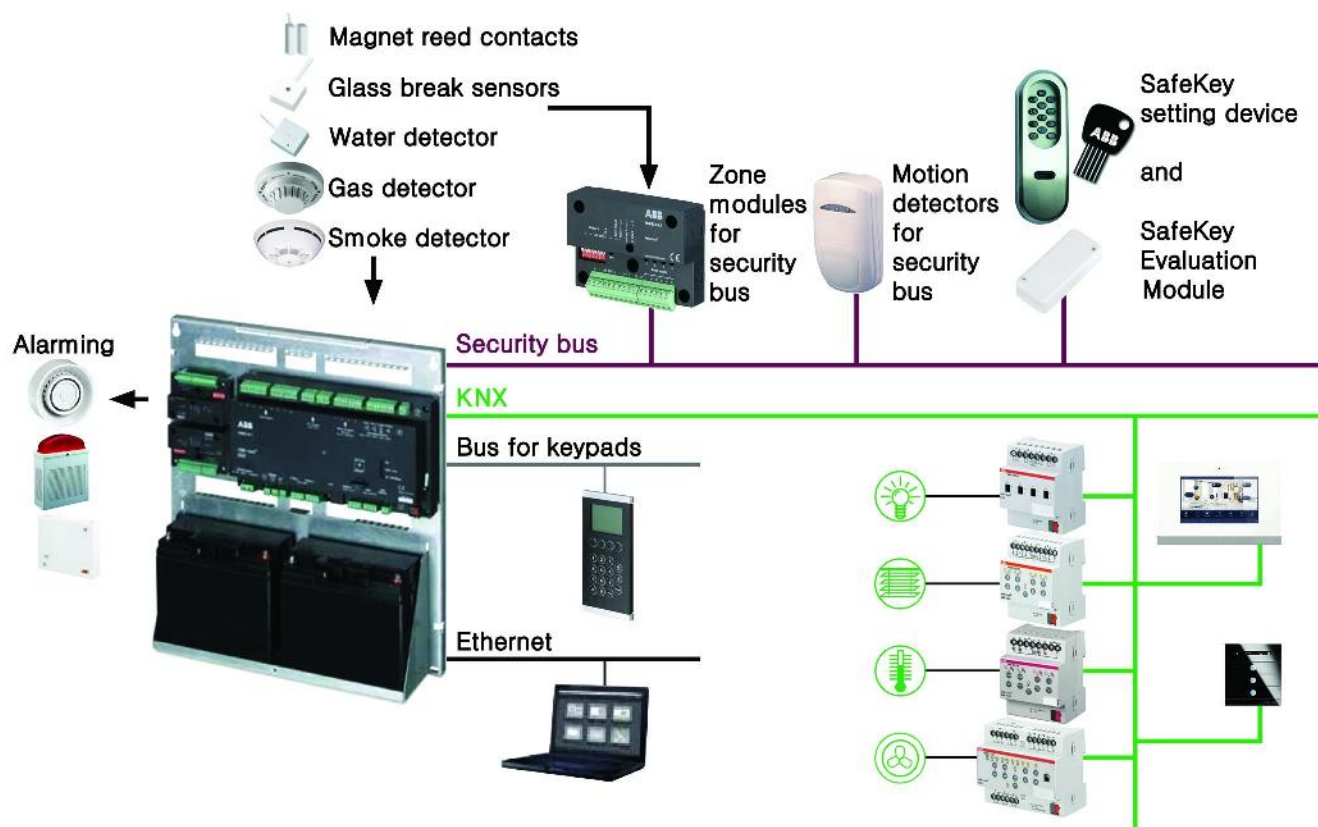 Magnet reed contacts
Glass break sensors
Water detector
Gas detector
Smoke detector
Zone
modules
for
security
bus
Motion
detectors
for
security
bus
SafeKey
setting device
and
SafeKey
Evaluation
Module
ABB
ABB
Alarming
Security bus
KNX
ABB
Bus for keypads
Ethernet